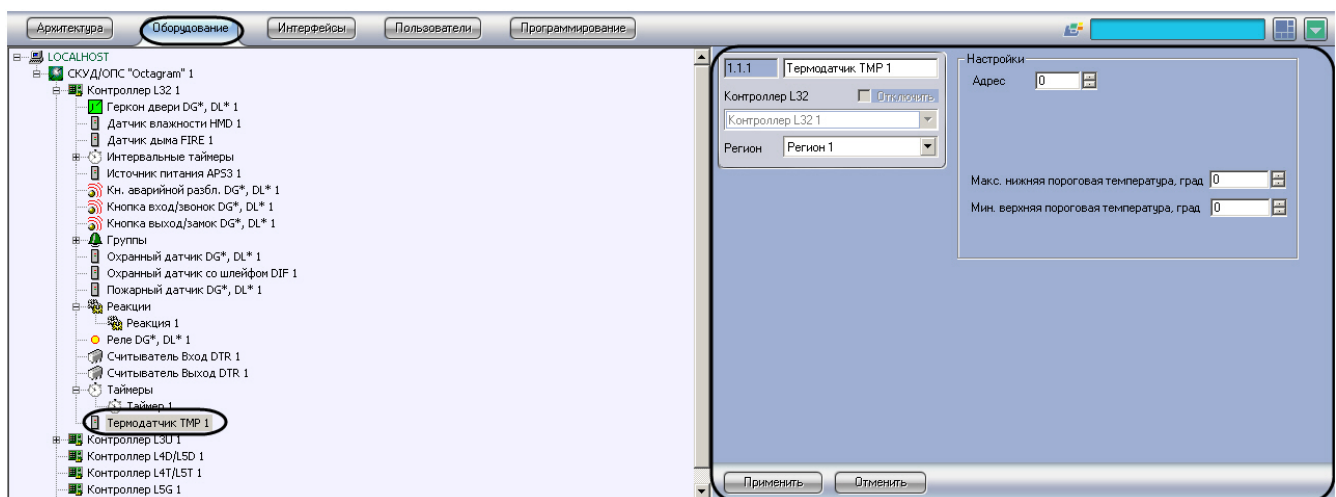 Архитектура Оборудование Интерфейсы Пользователи Программирование
LOCALHOST
СКУД/ОПС "Octagram" 1
Контроллер L32 1
Геркон двери DG*, DL* 1
Датчик влажности HMD 1
Датчик дыма FIRE 1
Интервальные таймеры
Источник питания APS3 1
Кн. аварийной разбл. DG*, DL* 1
Кнопка вход/звонок DG*, DL* 1
Кнопка выход/замок DG*, DL* 1
Группы
Охранный датчик DG*, DL* 1
Охранный датчик со шлейфом DIF 1
Пожарный датчик DG*, DL* 1
Реакции
Реакция 1
Реле DG*, DL* 1
Считыватель Вход DTR 1
Считыватель Выход DTR 1
Таймеры
Таймер 1
Термодатчик TMP 1
Контроллер L3U 1
Контроллер L4D/L5D 1
Контроллер L4T/L5T 1
Контроллер L5G 1
1.1.1 Термодатчик TMP 1
Контроллер L32 Отключить
Контроллер L32 1
Регион Регион 1
Настройки
Адрес 0
Макс. нижняя пороговая температура, град 0
Мин. верхняя пороговая температура, град 0
Применить Отменить